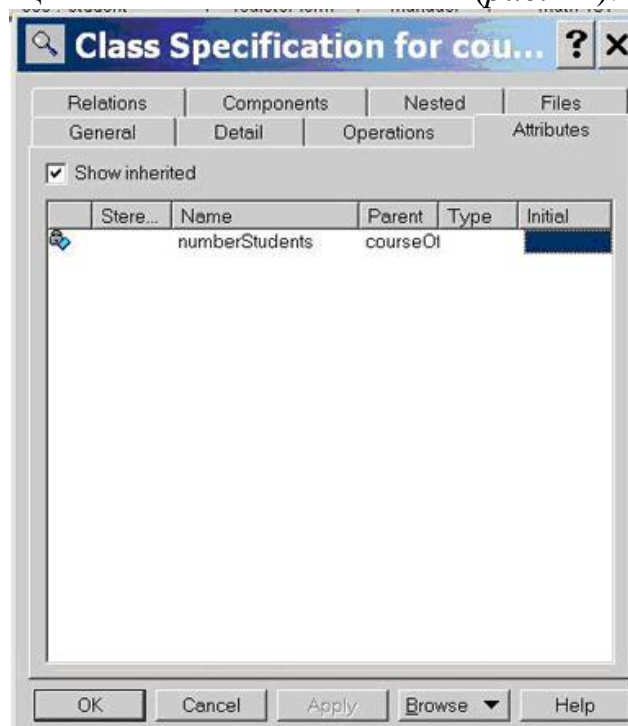 Class Specification for cou... ? ×
Relations Components Nested Files
General Detail Operations Attributes
Show inherited
Stere... Name Parent Type Initial
numberStudents courseOf
OK Cancel Apply Browse Help